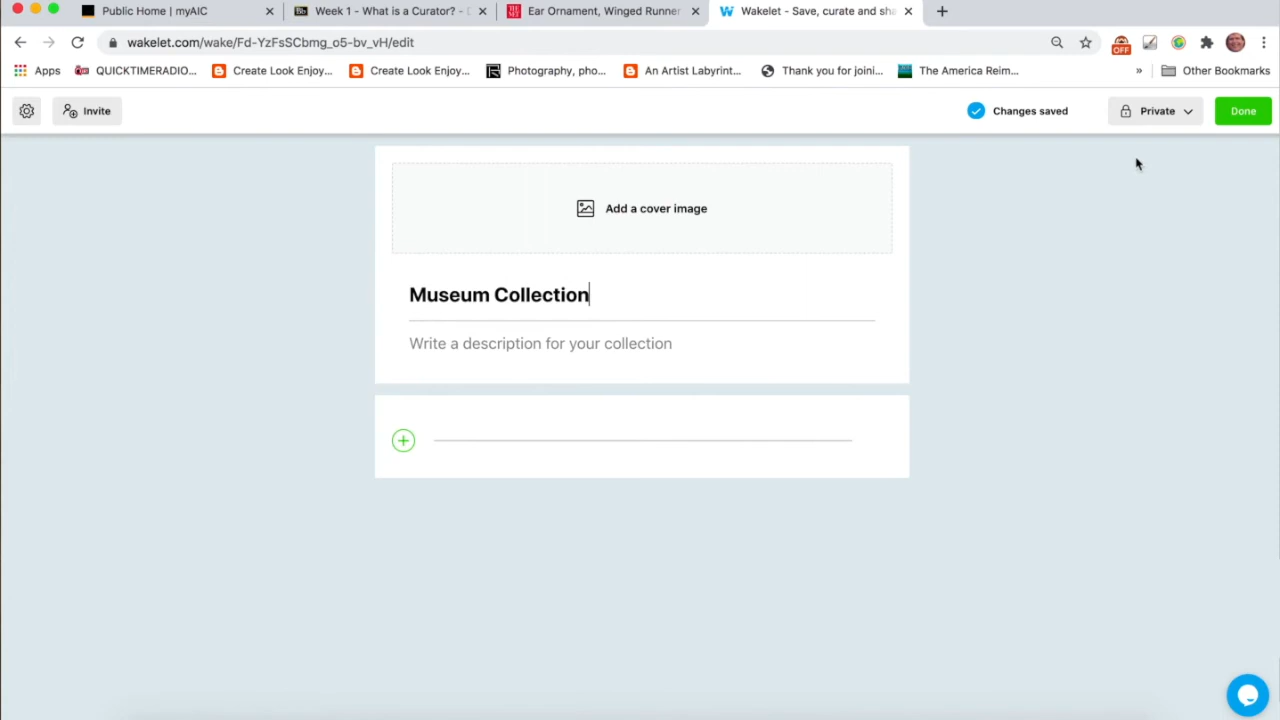 Public Home | myAIC
Week 1 - What is a Curator? -
Ear Ornament, Winged Runner
Wakelet - Save, curate and sha
wakelet.com/wake/Fd-YzFsSCbmg_o5-bv_vH/edit
OFF
Apps
QUICKTIMERADIO...
Create Look Enjoy...
Create Look Enjoy...
Photography, pho...
An Artist Labyrint...
Thank you for joini...
The America Reim...
»
Other Bookmarks
Invite
Changes saved
Private
Done
Add a cover image
Museum Collection
Write a description for your collection